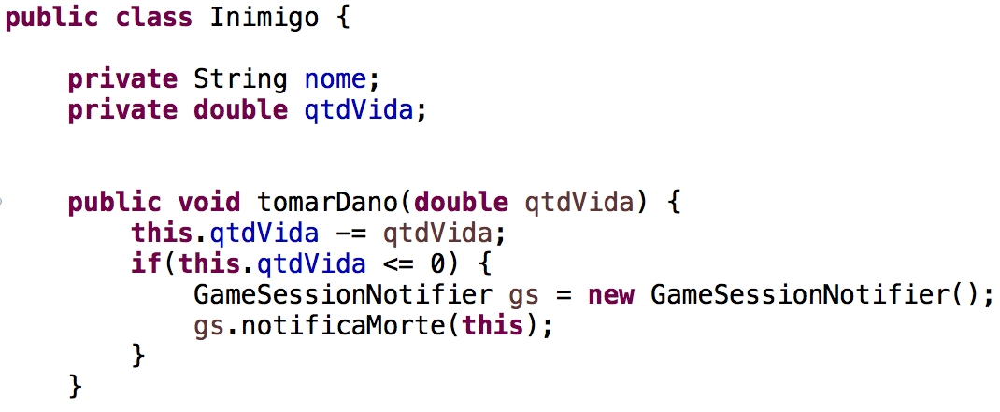 public class Inimigo {
private String nome;
private double qtdVida;
public void tomarDano(double qtdVida) {
this.qtdVida -= qtdVida;
if(this.qtdVida <= 0) {
GameSessionNotifier gs = new GameSessionNotifier();
gs.notificaMorte(this);
}
}